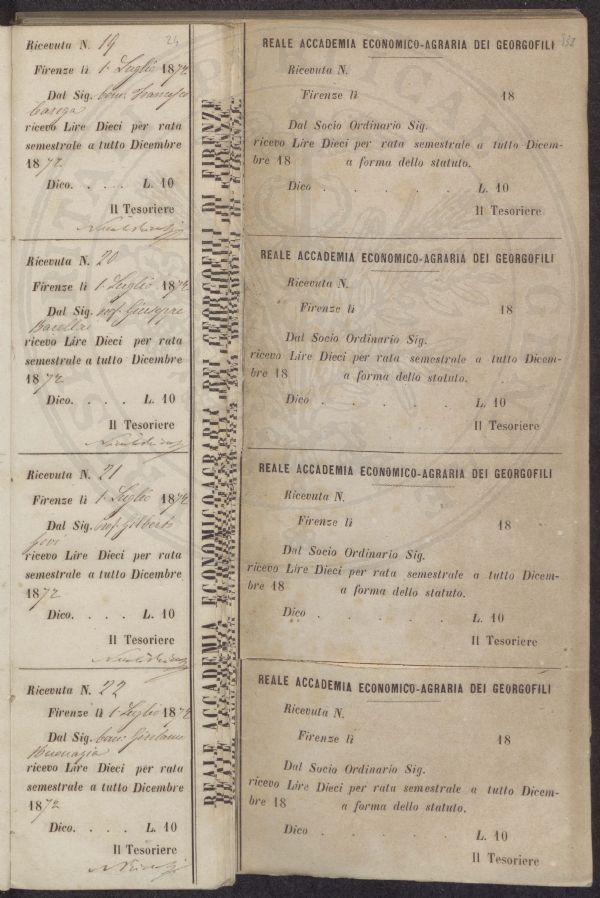 24
Ricevuta N. 19
Firenze li 1. Luglio 1872
Dal Sig. Francesco
ricevo Lire Dieci per rata
semestrale a tutto Dicembre
1872
Dico. . . . . L. 10
Il Tesoriere
Ricevuta N. 20
Firenze li 1. Luglio 1872
Dal Sig. prof. Giuseppe
Barellai
ricevo Lire Dieci per rata
semestrale a tutto Dicembre
1872
Dico. . . . . L. 10
Il Tesoriere
Ricevuta N. 21
Firenze li 1. Luglio 1872
Dal Sig. prof. Gilberto
Govi
ricevo Lire Dieci per rata
semestrale a tutto Dicembre
1872
Dico. . . . . L. 10
Il Tesoriere
Ricevuta N. 22
Firenze li 1. Luglio 1872
Dal Sig. Girolamo
ricevo Lire Dieci per rata
semestrale a tutto Dicembre
1872
Dico. . . . . L. 10
Il Tesoriere
REALE ACCADEMIA ECONOMICO-AGRARIA DEI GEORGOFILI DI FIRENZE
REALE ACCADEMIA ECONOMICO-AGRARIA DEI GEORGOFILI
Ricevuta N.
Firenze li 18
Dal Socio Ordinario Sig.
ricevo Lire Dieci per rata semestrale a tutto Dicem-
bre 18 a forma dello statuto.
Dico . . . . . L. 10
Il Tesoriere
REALE ACCADEMIA ECONOMICO-AGRARIA DEI GEORGOFILI
Ricevuta N.
Firenze li 18
Dal Socio Ordinario Sig.
ricevo Lire Dieci per rata semestrale a tutto Dicem-
bre 18 a forma dello statuto.
Dico . . . . . L. 10
Il Tesoriere
REALE ACCADEMIA ECONOMICO-AGRARIA DEI GEORGOFILI
Ricevuta N.
Firenze li 18
Dal Socio Ordinario Sig.
ricevo Lire Dieci per rata semestrale a tutto Dicem-
bre 18 a forma dello statuto.
Dico . . . . . L. 10
Il Tesoriere
REALE ACCADEMIA ECONOMICO-AGRARIA DEI GEORGOFILI
Ricevuta N.
Firenze li 18
Dal Socio Ordinario Sig.
ricevo Lire Dieci per rata semestrale a tutto Dicem-
bre 18 a forma dello statuto.
Dico . . . . . L. 10
Il Tesoriere